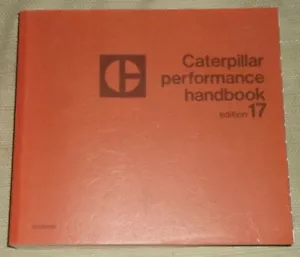 Caterpillar
performance
handbook
edition 17